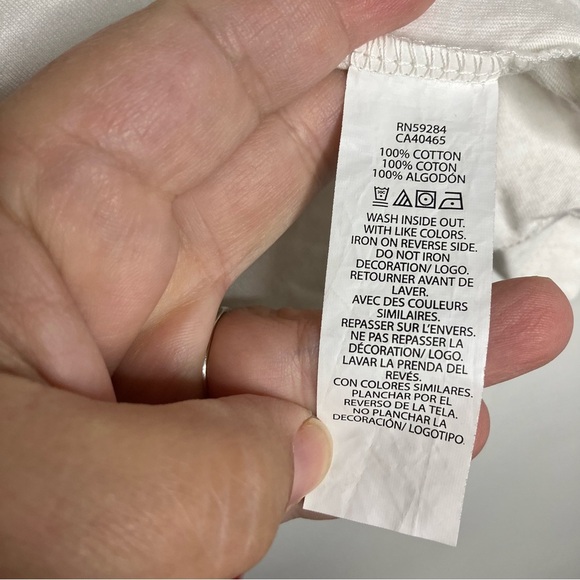 RN59284
CA40465
100% COTTON
100% COTON
100% ALGODÓN
WASH INSIDE OUT.
WITH LIKE COLORS.
IRON ON REVERSE SIDE.
DO NOT IRON
DECORATION/ LOGO.
RETOURNER AVANT DE
LAVER.
AVEC DES COULEURS
SIMILAIRES.
REPASSER SUR L'ENVERS.
NE PAS REPASSER LA
DÉCORATION/ LOGO.
LAVAR LA PRENDA DEL
REVÉS.
CON COLORES SIMILARES.
PLANCHAR POR EL
REVERSO DE LA TELA.
NO PLANCHAR LA
DECORACIÓN/ LOGOTIPO.